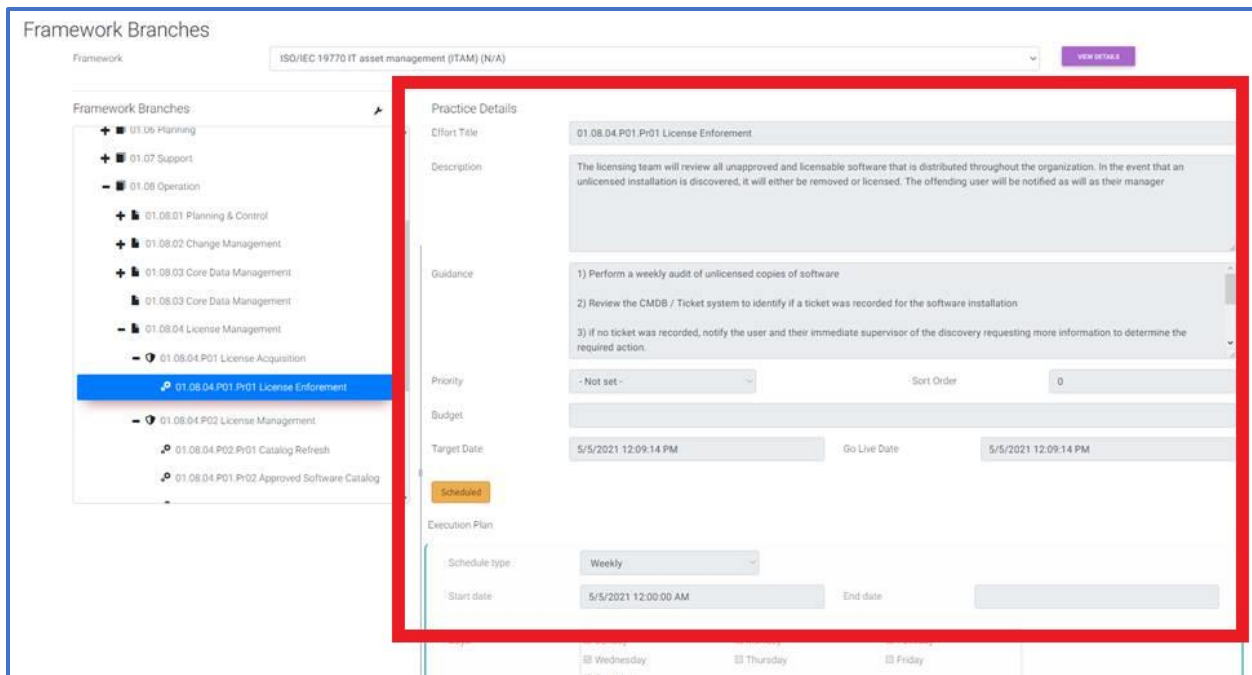 Framework Branches
Framework
ISO/IEC 19770 IT asset management (ITAM) (N/A)
VIEW DETAILS
Framework Branches
01.06 Planning
01.07 Support
01.08 Operation
01.08.01 Planning & Control
01.08.02 Change Management
01.08.03 Core Data Management
01.08.03 Core Data Management
01.08.04 License Management
01.08.04.P01 License Acquisition
01.08.04.P01.Pr01 License Enforement
01.08.04.P02 License Management
01.08.04.P02.Pr01 Catalog Refresh
01.08.04.P01.Pr02 Approved Software Catalog
Practice Details
Effort Title
01.08.04.P01.Pr01 License Enforement
Description
The licensing team will review all unapproved and licensable software that is distributed throughout the organization. In the event that an
unlicensed installation is discovered, it will either be removed or licensed. The offending user will be notified as will as their manager
Guidance
1) Perform a weekly audit of unlicensed copies of software
2) Review the CMDB / Ticket system to identify if a ticket was recorded for the software installation
3) if no ticket was recorded, notify the user and their immediate supervisor of the discovery requesting more information to determine the
required action.
Priority
- Not set -
Sort Order
0
Budget
Target Date
5/5/2021 12:09:14 PM
Go Live Date
5/5/2021 12:09:14 PM
Scheduled
Execution Plan
Schedule type
Weekly
Start date
5/5/2021 12:00:00 AM
End date
Wednesday
Thursday
Friday